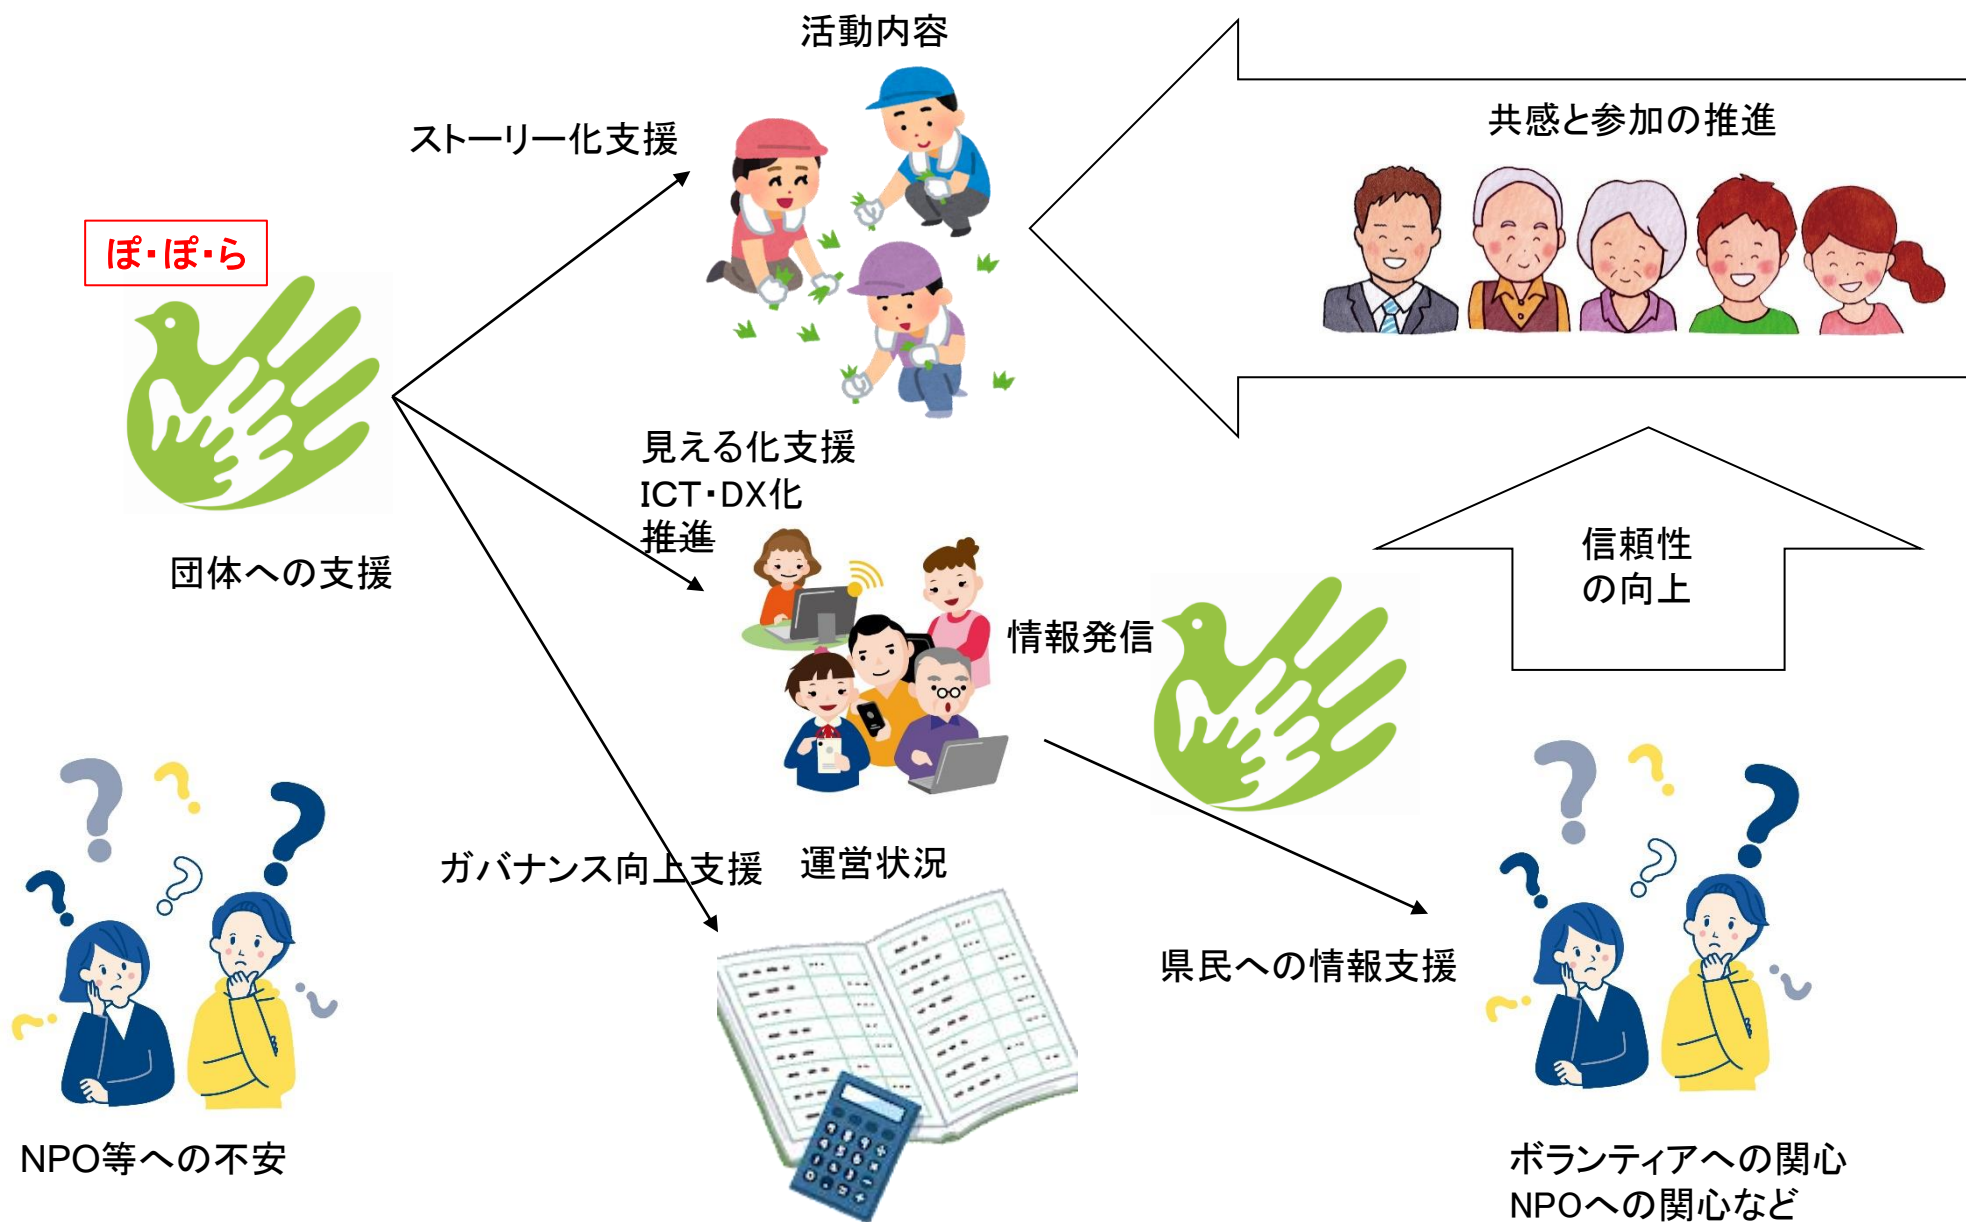 活動内容
ストーリー化支援
共感と参加の推進
ぽ・ぽ・ら
団体への支援
見える化支援
ICT・DX化
推進
情報発信
信頼性
の向上
ガバナンス向上支援
運営状況
県民への情報支援
NPO等への不安
ボランティアへの関心
NPOへの関心など